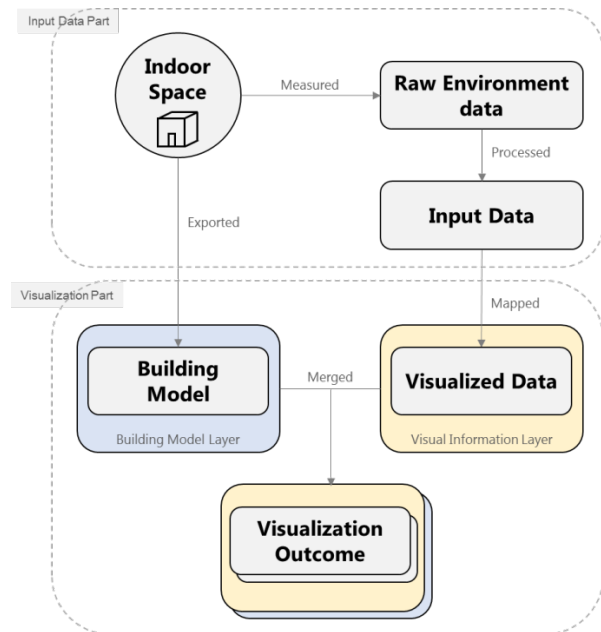 Input Data Part
Indoor
Space
Measured
Raw Environment
data
Processed
Input Data
Exported
Visualization Part
Mapped
Building
Model
Building Model Layer
Merged
Visualized Data
Visual Information Layer
Visualization
Outcome